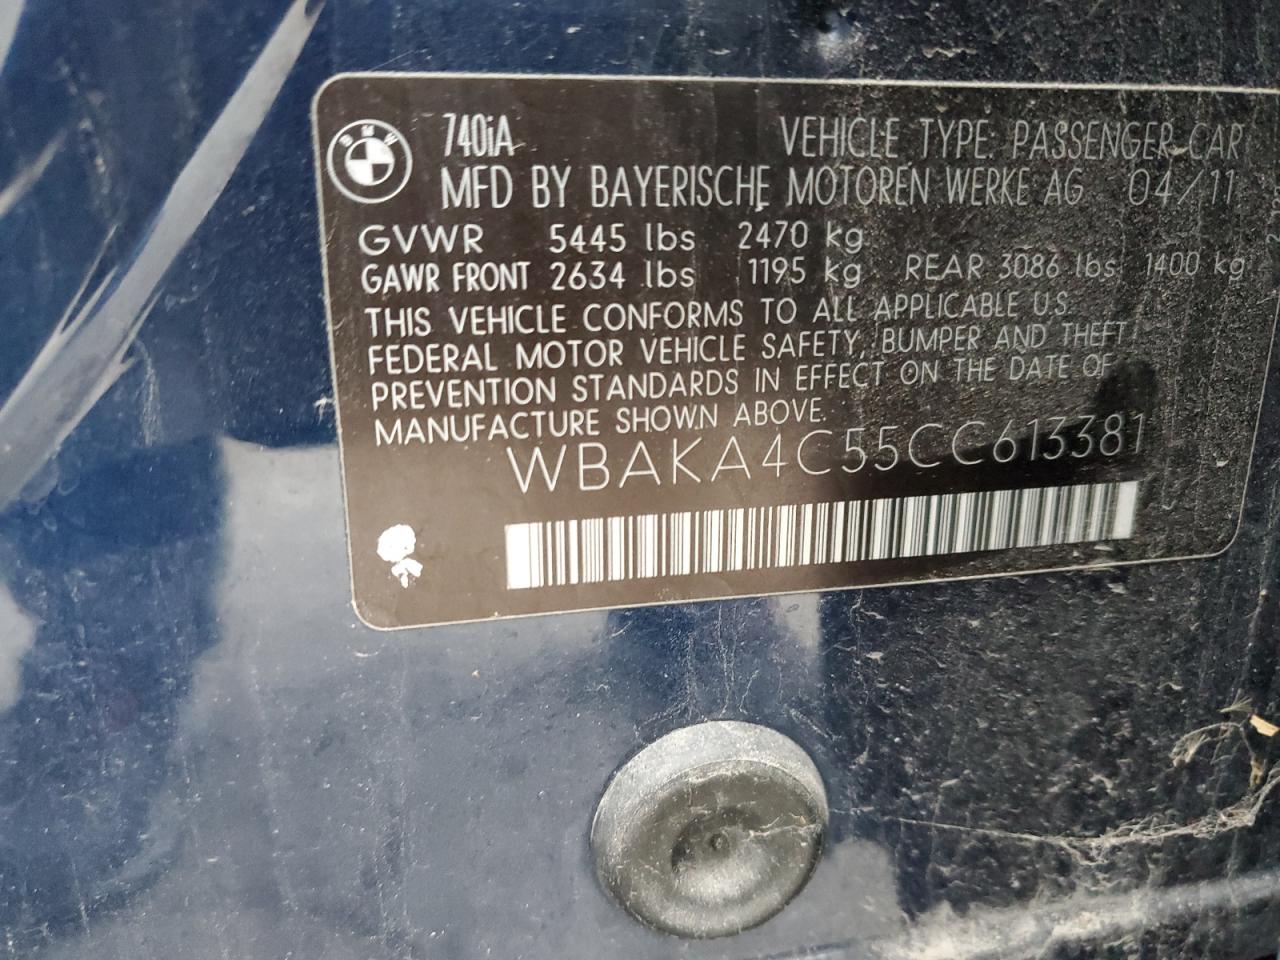 BMW
740iA VEHICLE TYPE: PASSENGER CAR
MFD BY BAYERISCHE MOTOREN WERKE AG 04/11
GVWR 5445 lbs 2470 kg
GAWR FRONT 2634 lbs 1195 kg REAR 3086 lbs 1400 kg
THIS VEHICLE CONFORMS TO ALL APPLICABLE U.S.
FEDERAL MOTOR VEHICLE SAFETY, BUMPER AND THEFT
PREVENTION STANDARDS IN EFFECT ON THE DATE OF
MANUFACTURE SHOWN ABOVE.
WBAKA4C55CC613381